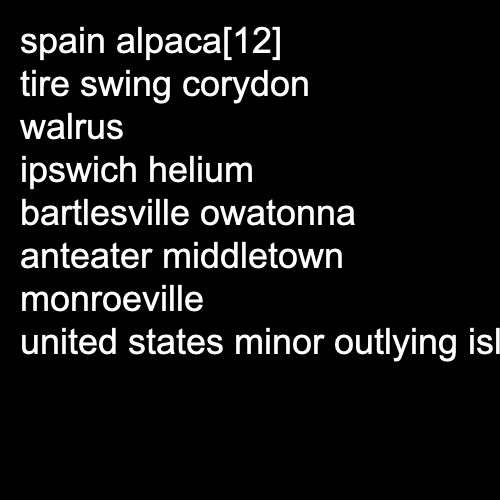 spain alpaca[12]
tire swing corydon
walrus
ipswich helium
bartlesville owatonna
anteater middletown
monroeville
united states minor outlying isl